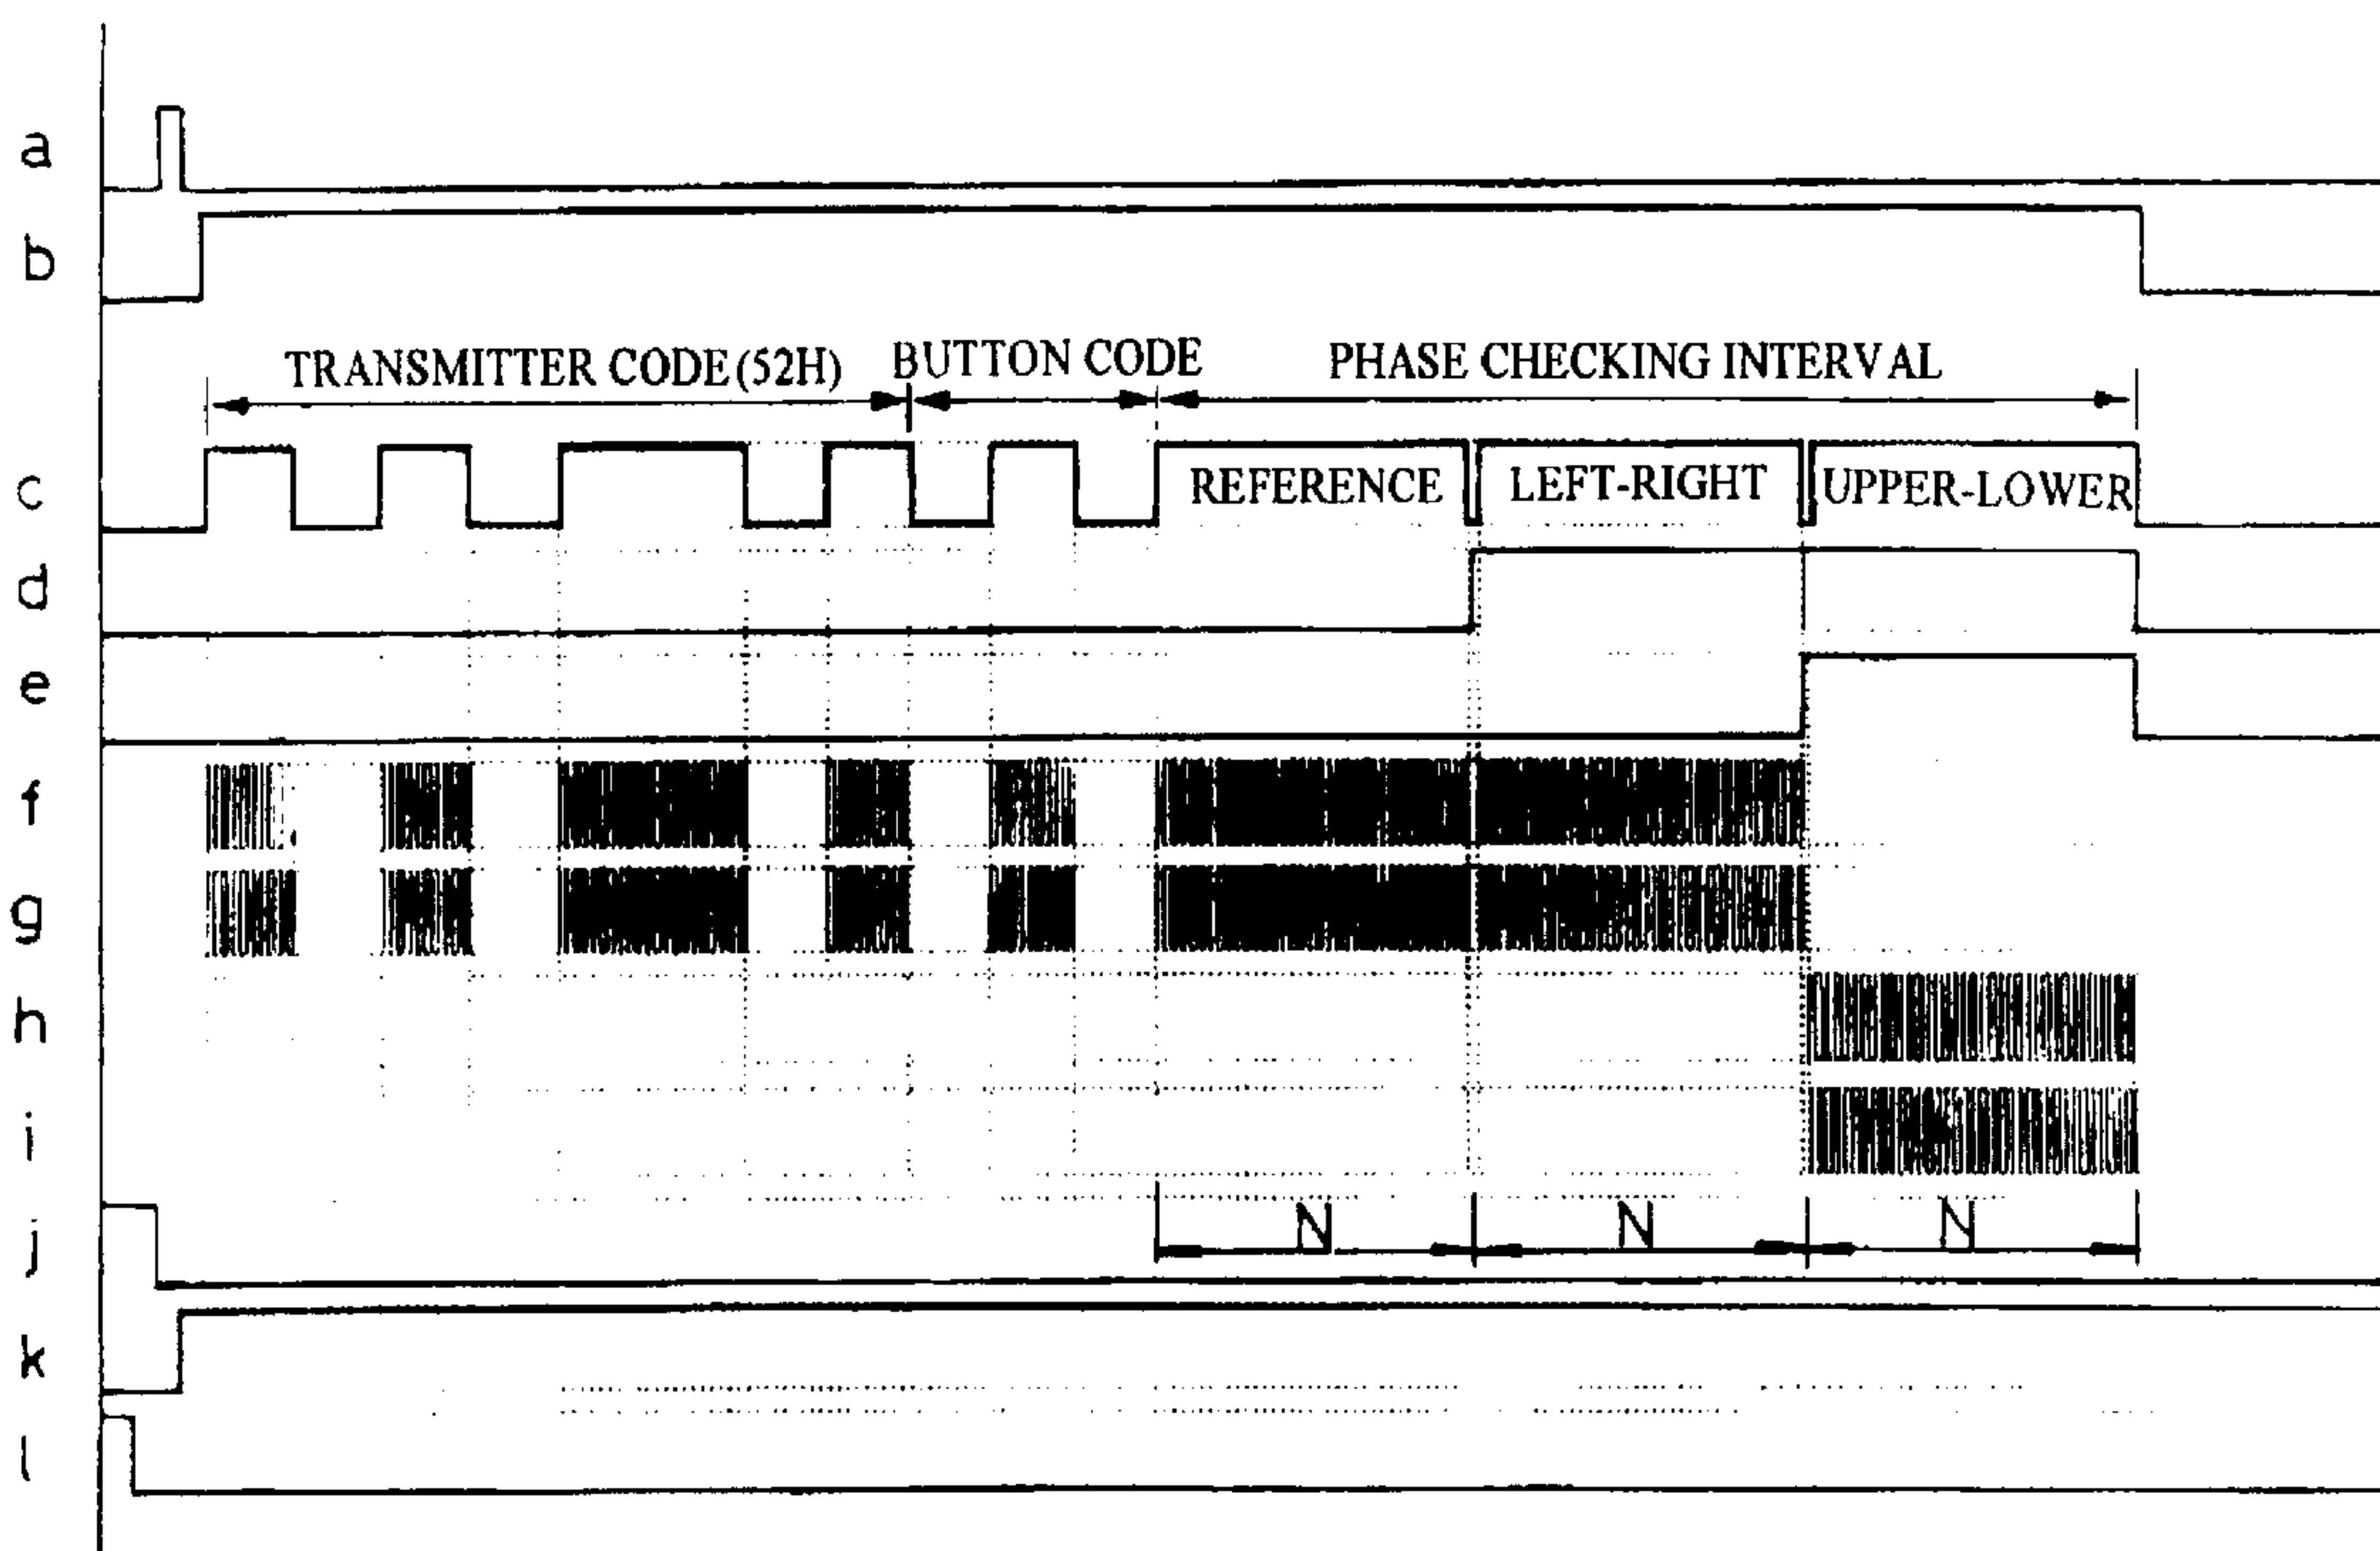 a
b
TRANSMITTER CODE(52H) BUTTON CODE PHASE CHECKING INTERVAL
c REFERENCE LEFT-RIGHT UPPER-LOWER
d
e
f
g
h
i
j N N N
k
l